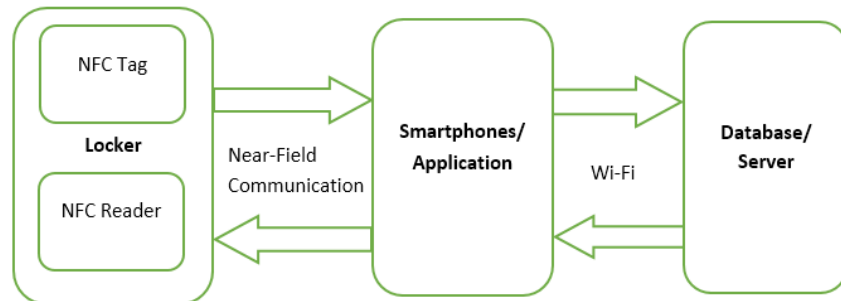 NFC Tag
Locker
NFC Reader
Near-Field
Communication
Smartphones/
Application
Wi-Fi
Database/
Server